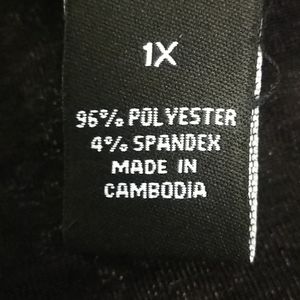 1X
96% POLYESTER
4% SPANDEX
MADE IN
CAMBODIA